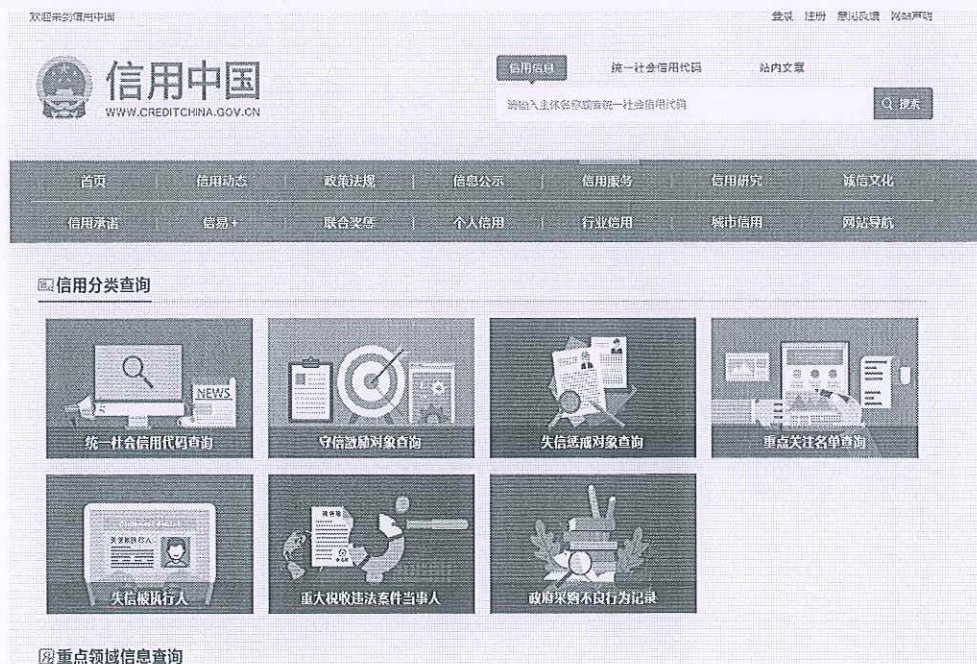 欢迎来到信用中国
登录 注册 意见反馈 网站声明
信用信息 统一社会信用代码 站内文章
信用中国
WWW.CREDITCHINA.GOV.CN
请输入主体名称或者统一社会信用代码 搜索
首页 信用动态 政策法规 信息公示 信用服务 信用研究 诚信文化
信用承诺 信易+ 联合奖惩 个人信用 行业信用 城市信用 网站导航
信用分类查询
NEWS
统一社会信用代码查询 守信激励对象查询 失信惩戒对象查询 重点关注名单查询
失信被执行人
失信被执行人 重大税收违法案件当事人 政府采购不良行为记录
重点领域信息查询